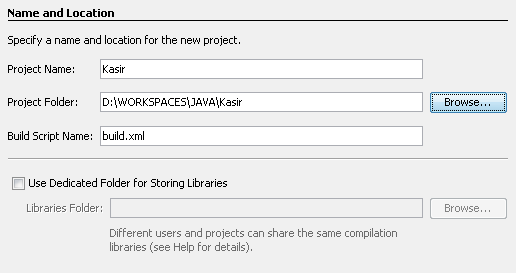 Name and Location
Specify a name and location for the new project.
Project Name: Kasir
Project Folder: D:\WORKSPACES\JAVA\Kasir Browse...
Build Script Name: build.xml
Use Dedicated Folder for Storing Libraries
Libraries Folder: Browse...
Different users and projects can share the same compilation
libraries (see Help for details).